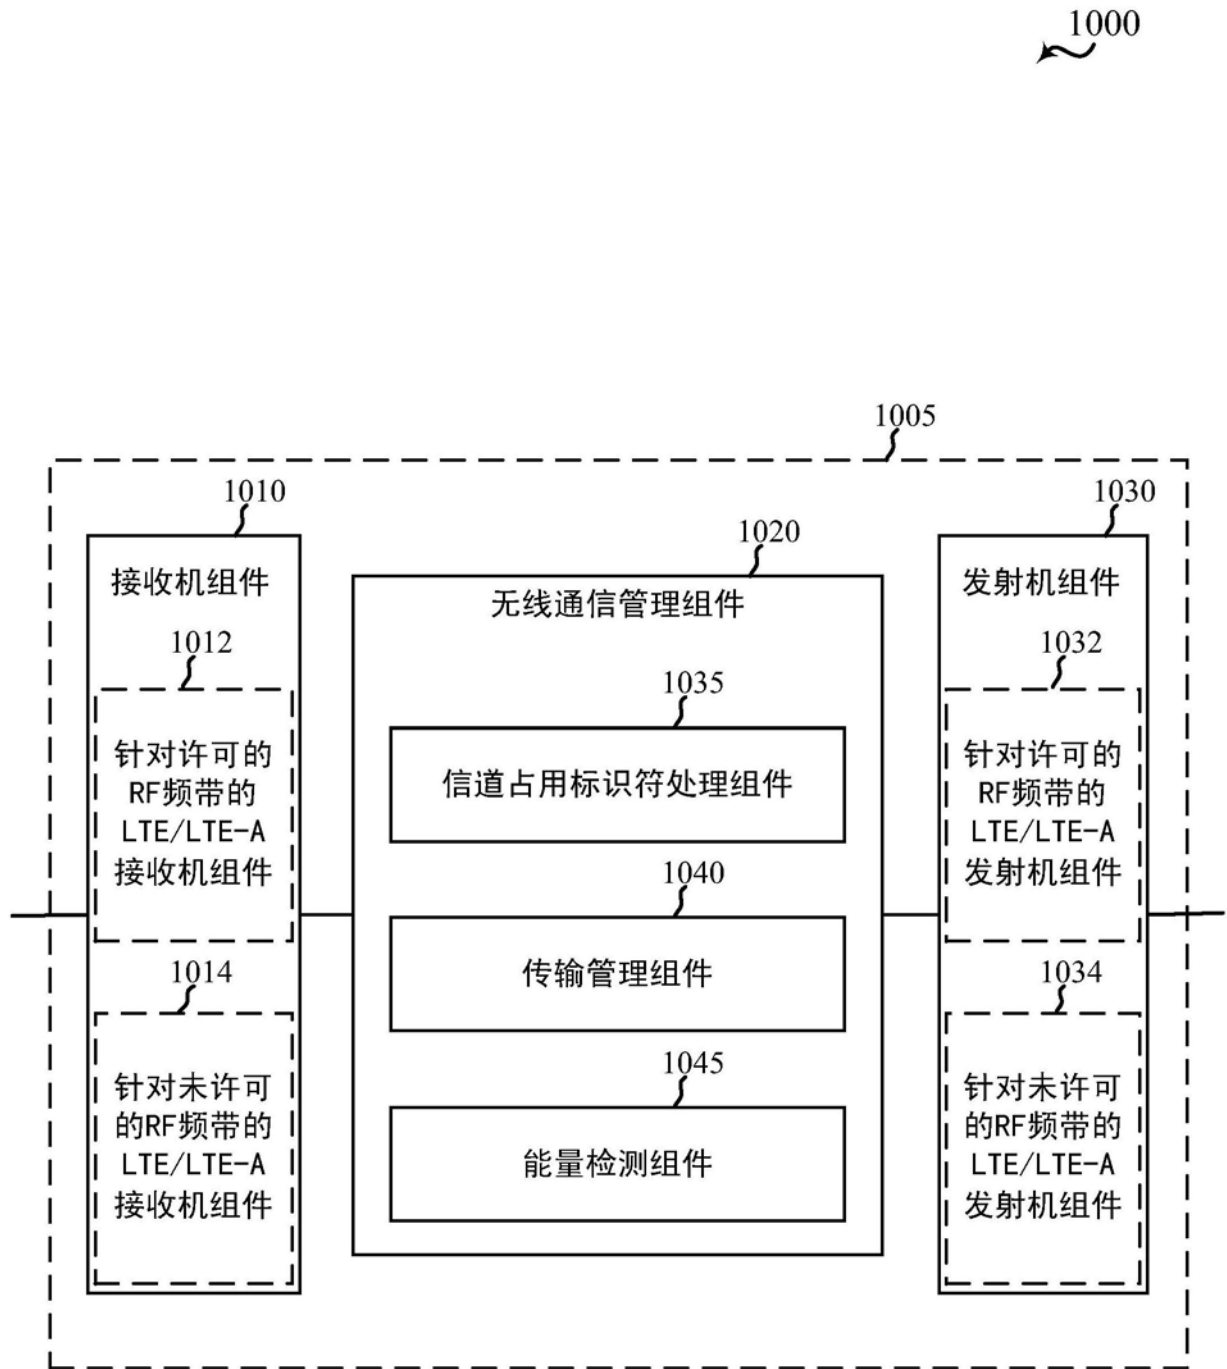 1000
1005
1010
接收机组件
1012
针对许可的
RF频带的
LTE/LTE-A
接收机组件
1014
针对未许可
的RF频带的
LTE/LTE-A
接收机组件
1020
无线通信管理组件
1035
信道占用标识符处理组件
1040
传输管理组件
1045
能量检测组件
1030
发射机组件
1032
针对许可的
RF频带的
LTE/LTE-A
发射机组件
1034
针对未许可
的RF频带的
LTE/LTE-A
发射机组件